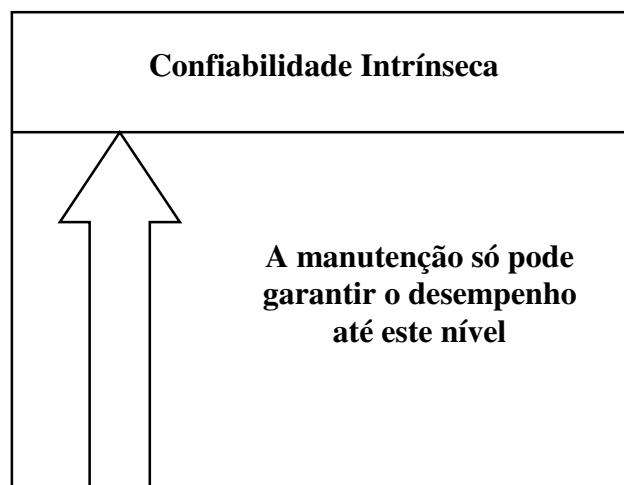 Confiabilidade Intrínseca
A manutenção só pode
garantir o desempenho
até este nível